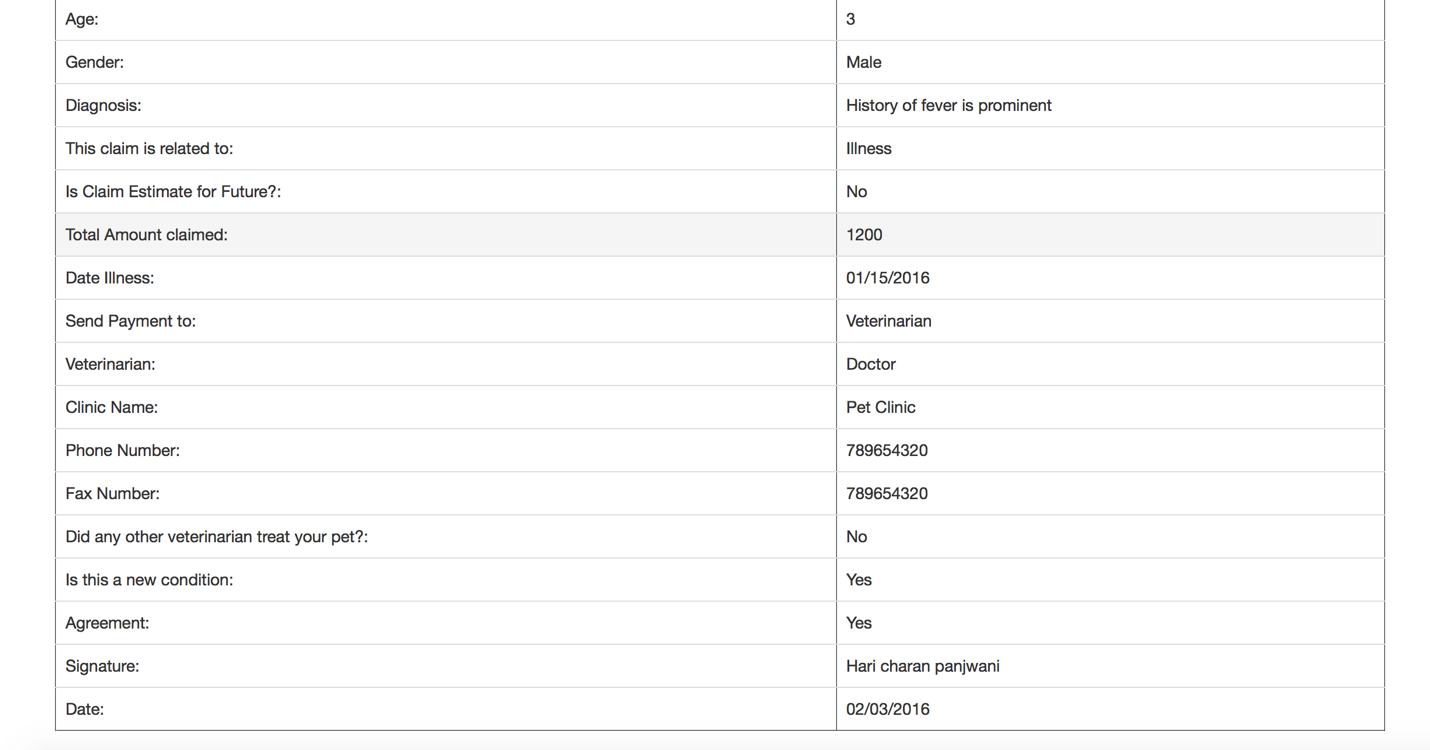 Age: 3
Gender: Male
Diagnosis: History of fever is prominent
This claim is related to: Illness
Is Claim Estimate for Future?: No
Total Amount claimed: 1200
Date Illness: 01/15/2016
Send Payment to: Veterinarian
Veterinarian: Doctor
Clinic Name: Pet Clinic
Phone Number: 789654320
Fax Number: 789654320
Did any other veterinarian treat your pet?: No
Is this a new condition: Yes
Agreement: Yes
Signature: Hari charan panjwani
Date: 02/03/2016